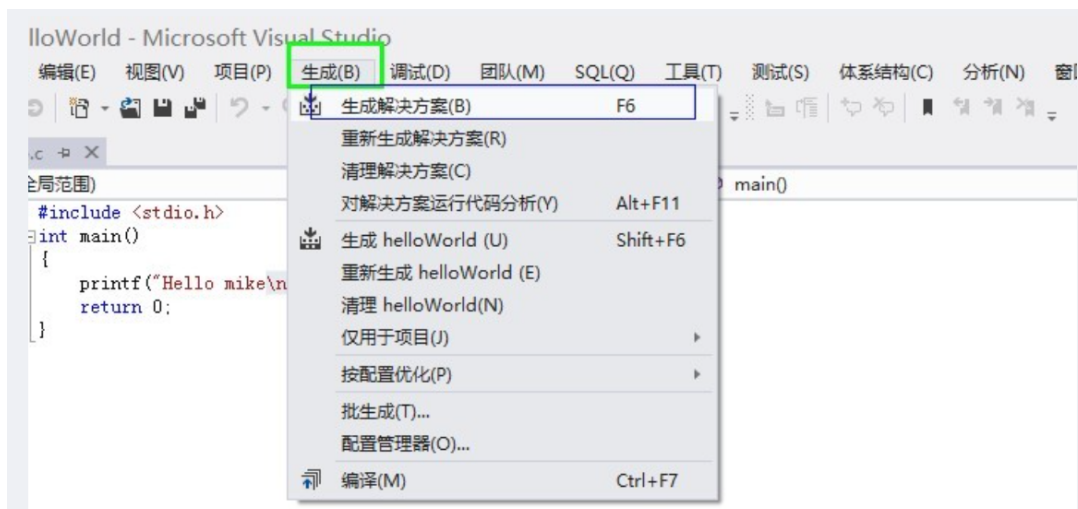 lloWorld - Microsoft Visual Studio
编辑(E) 视图(V) 项目(P) 生成(B) 调试(D) 团队(M) SQL(Q) 工具(T) 测试(S) 体系结构(C) 分析(N) 窗
生成解决方案(B) F6
重新生成解决方案(R)
清理解决方案(C)
对解决方案运行代码分析(Y) Alt+F11
生成 helloWorld (U) Shift+F6
重新生成 helloWorld (E)
清理 helloWorld(N)
仅用于项目(J)
按配置优化(P)
批生成(T)...
配置管理器(O)...
编译(M) Ctrl+F7
.c
全局范围) main()
#include <stdio.h>
int main()
{
printf("Hello mike\n
return 0;
}